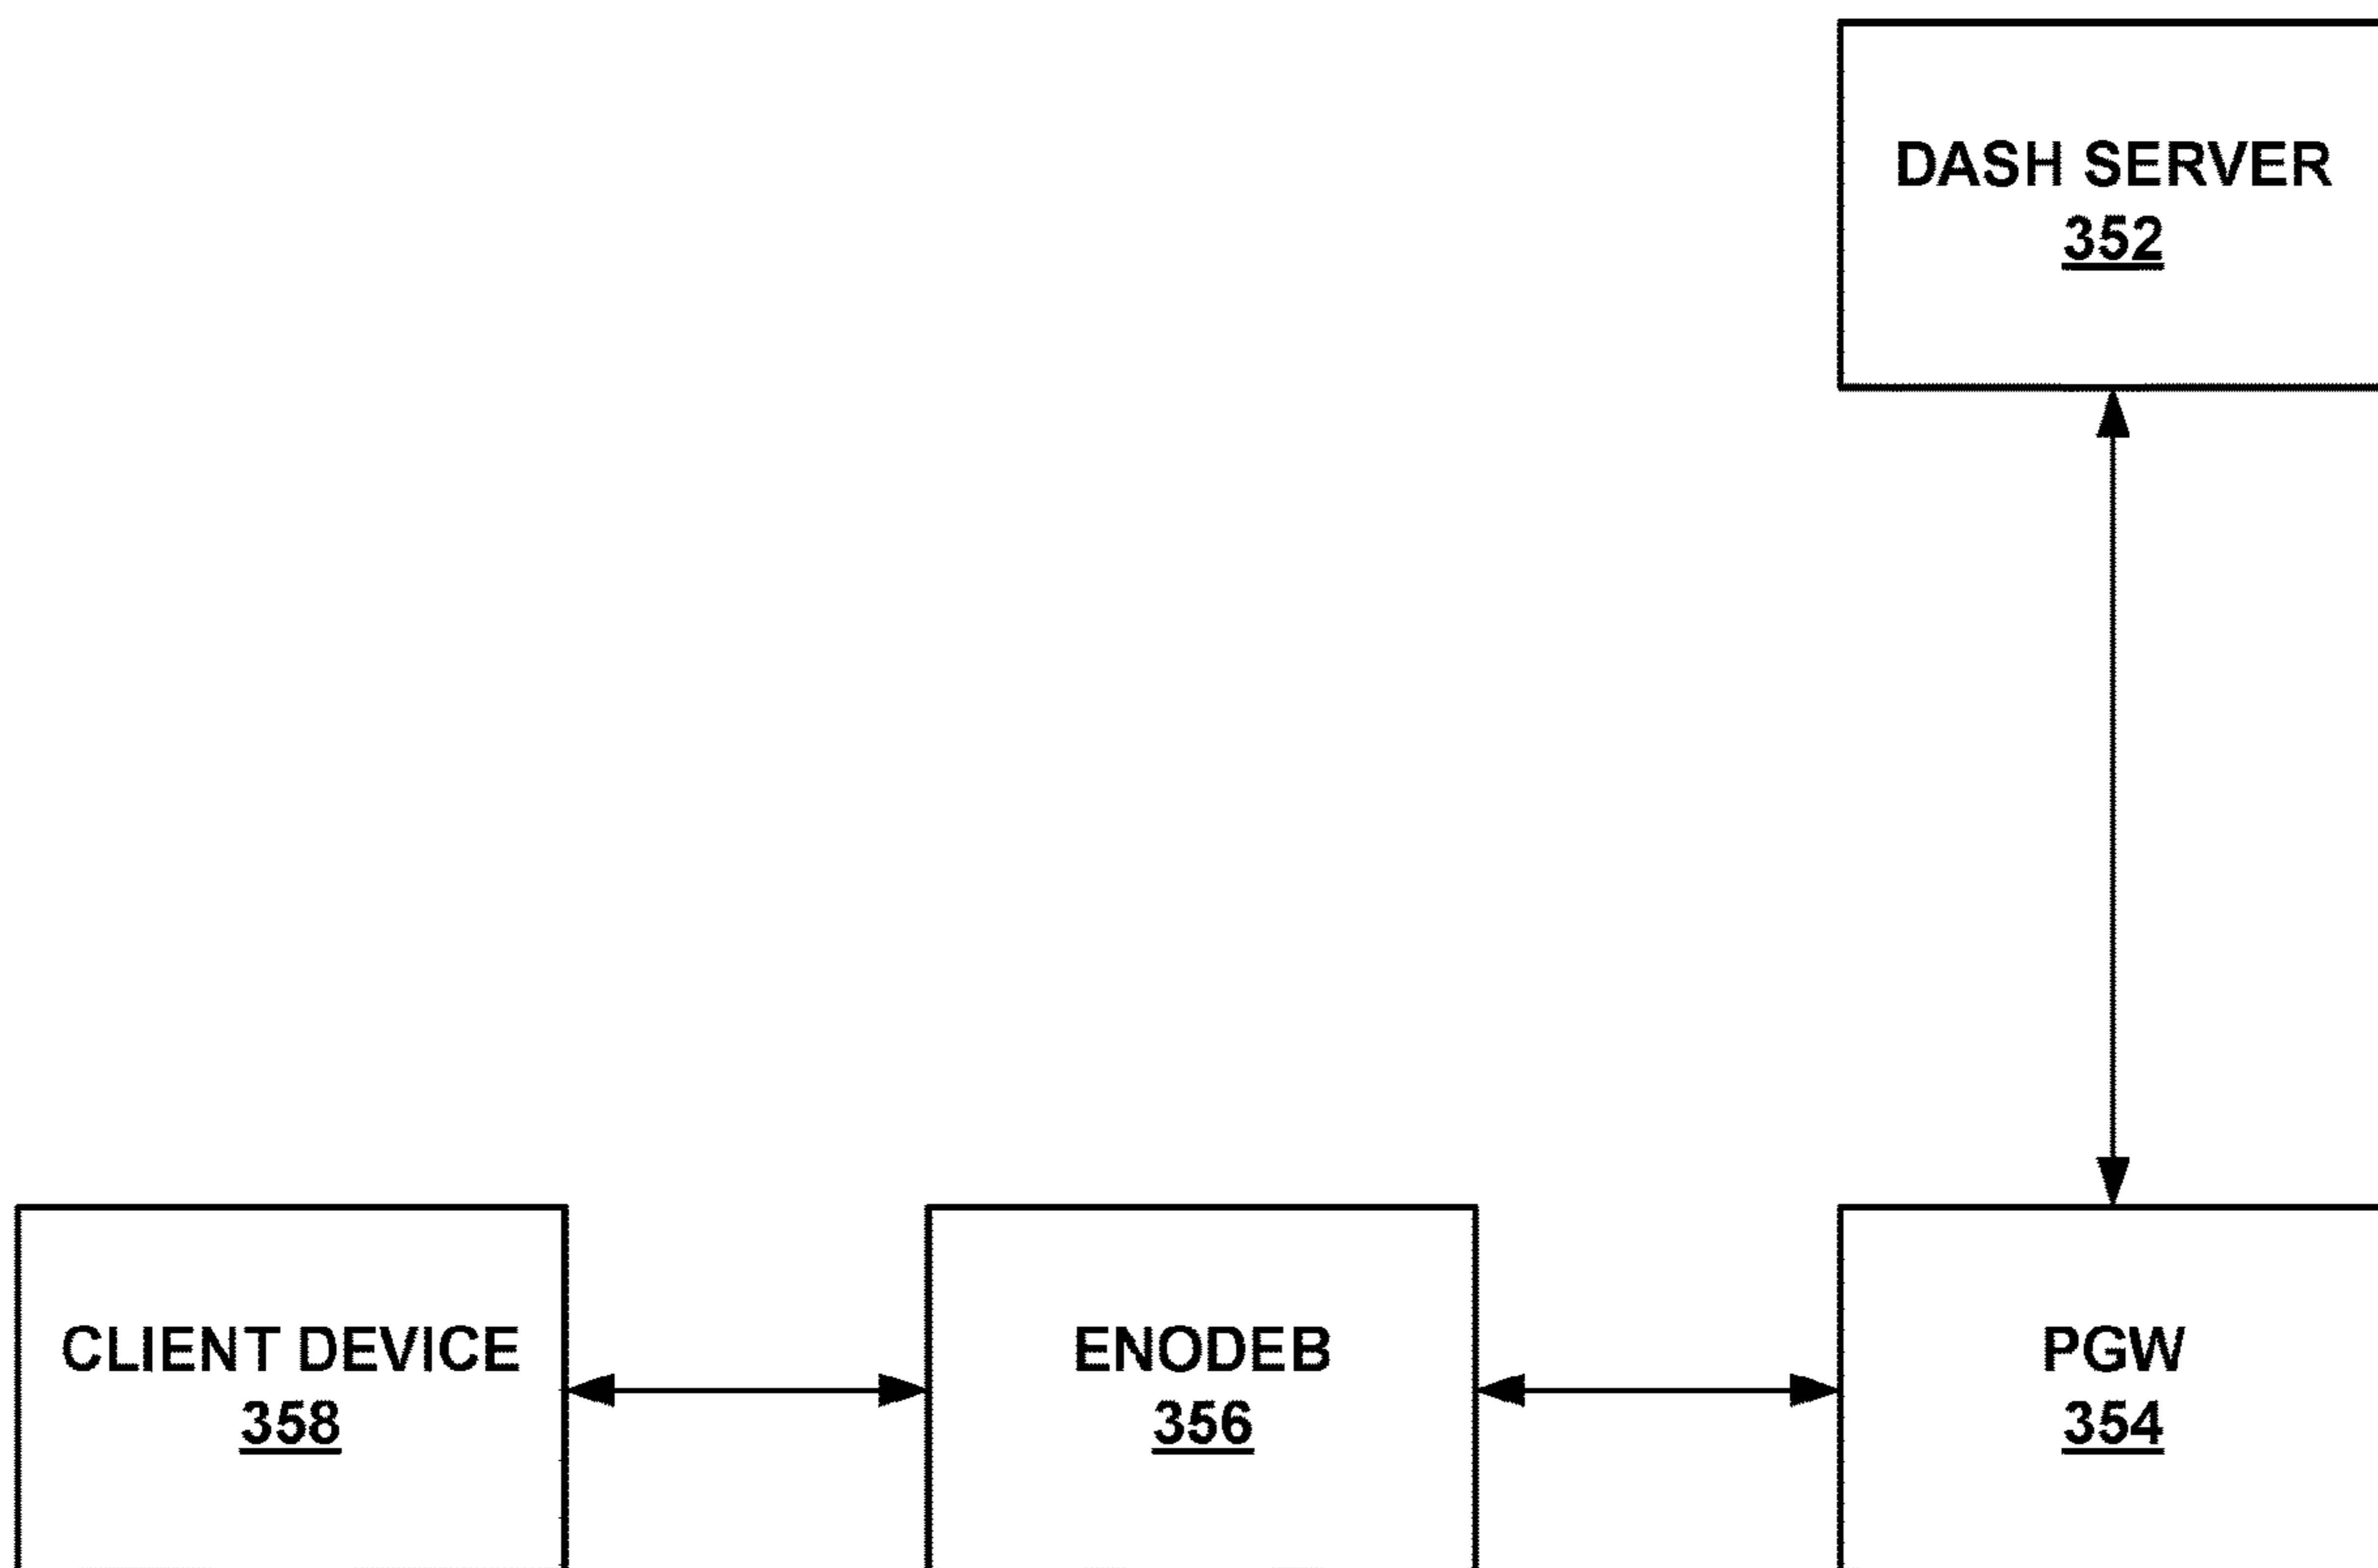 DASH SERVER
352
CLIENT DEVICE
358
ENODEB
356
PGW
354